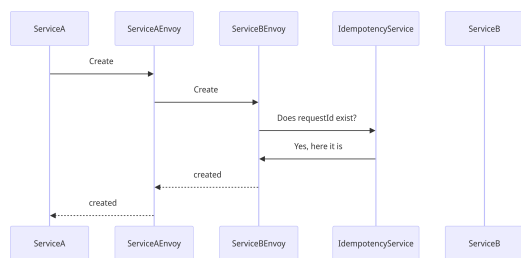 ServiceA
ServiceAEnvoy
ServiceBEnvoy
IdempotencyService
ServiceB
Create
Create
Does requestId exist?
Yes, here it is
created
created
ServiceA
ServiceAEnvoy
ServiceBEnvoy
IdempotencyService
ServiceB